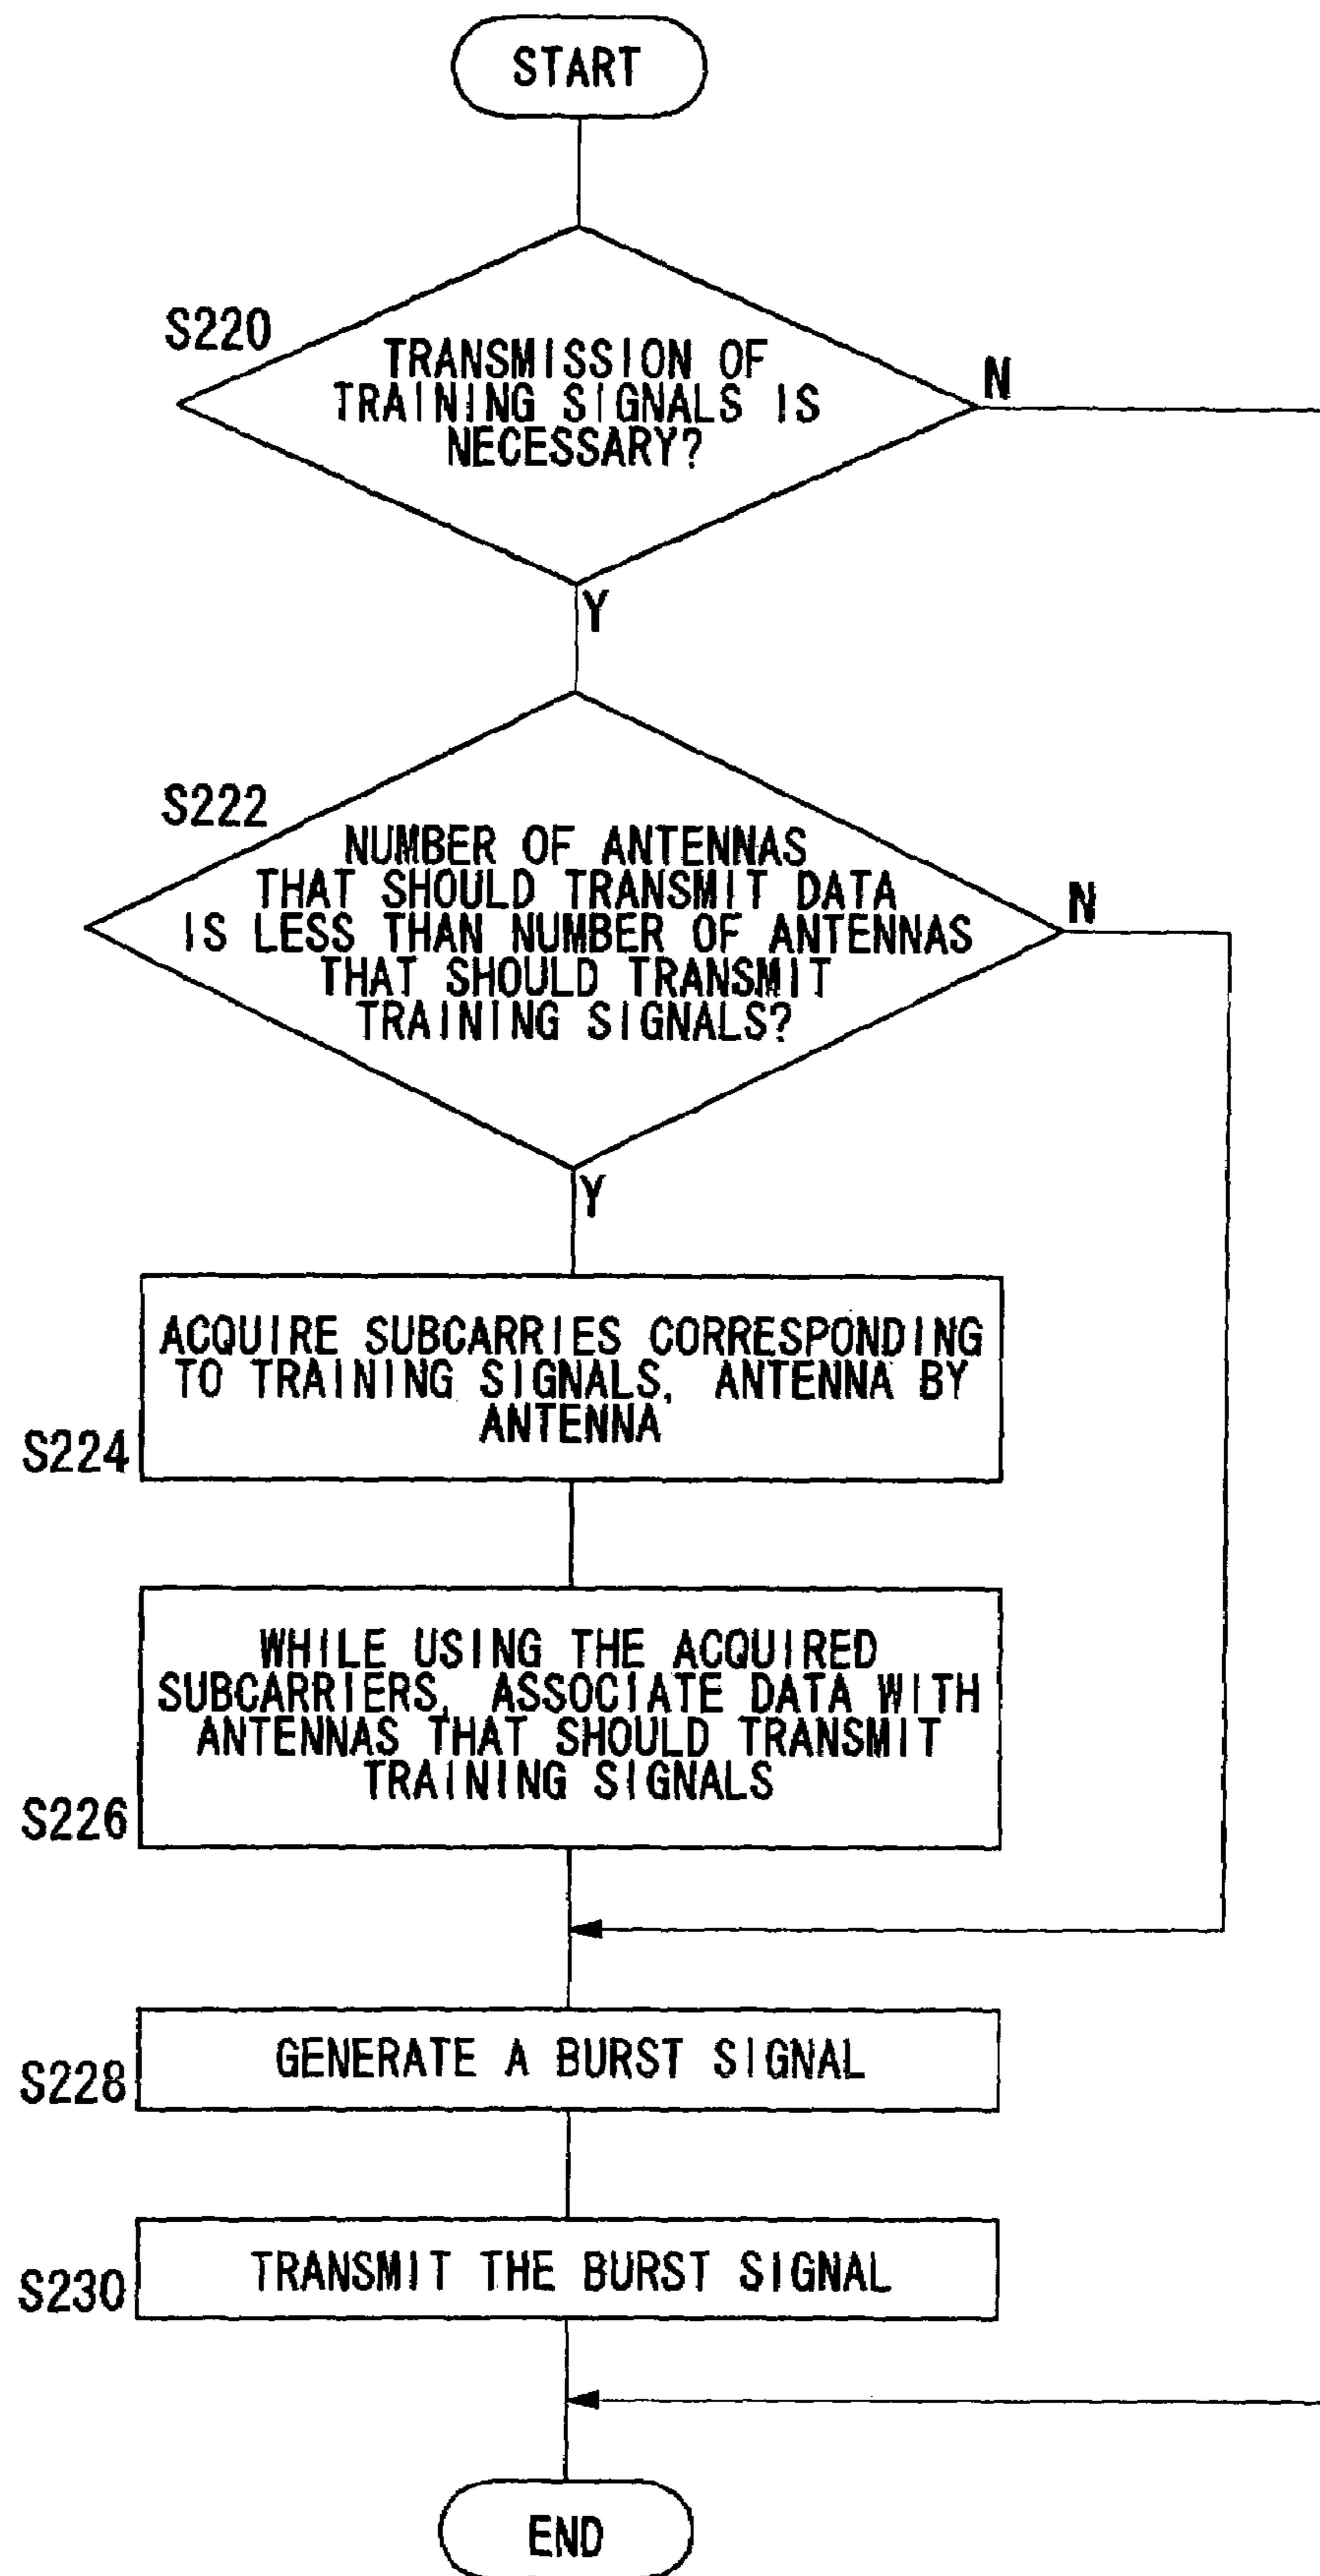 START
S220
TRANSMISSION OF
TRAINING SIGNALS IS
NECESSARY?
N
Y
S222
NUMBER OF ANTENNAS
THAT SHOULD TRANSMIT DATA
IS LESS THAN NUMBER OF ANTENNAS
THAT SHOULD TRANSMIT
TRAINING SIGNALS?
N
Y
ACQUIRE SUBCARRIES CORRESPONDING
TO TRAINING SIGNALS, ANTENNA BY
ANTENNA
S224
WHILE USING THE ACQUIRED
SUBCARRIERS, ASSOCIATE DATA WITH
ANTENNAS THAT SHOULD TRANSMIT
TRAINING SIGNALS
S226
GENERATE A BURST SIGNAL
S228
TRANSMIT THE BURST SIGNAL
S230
END